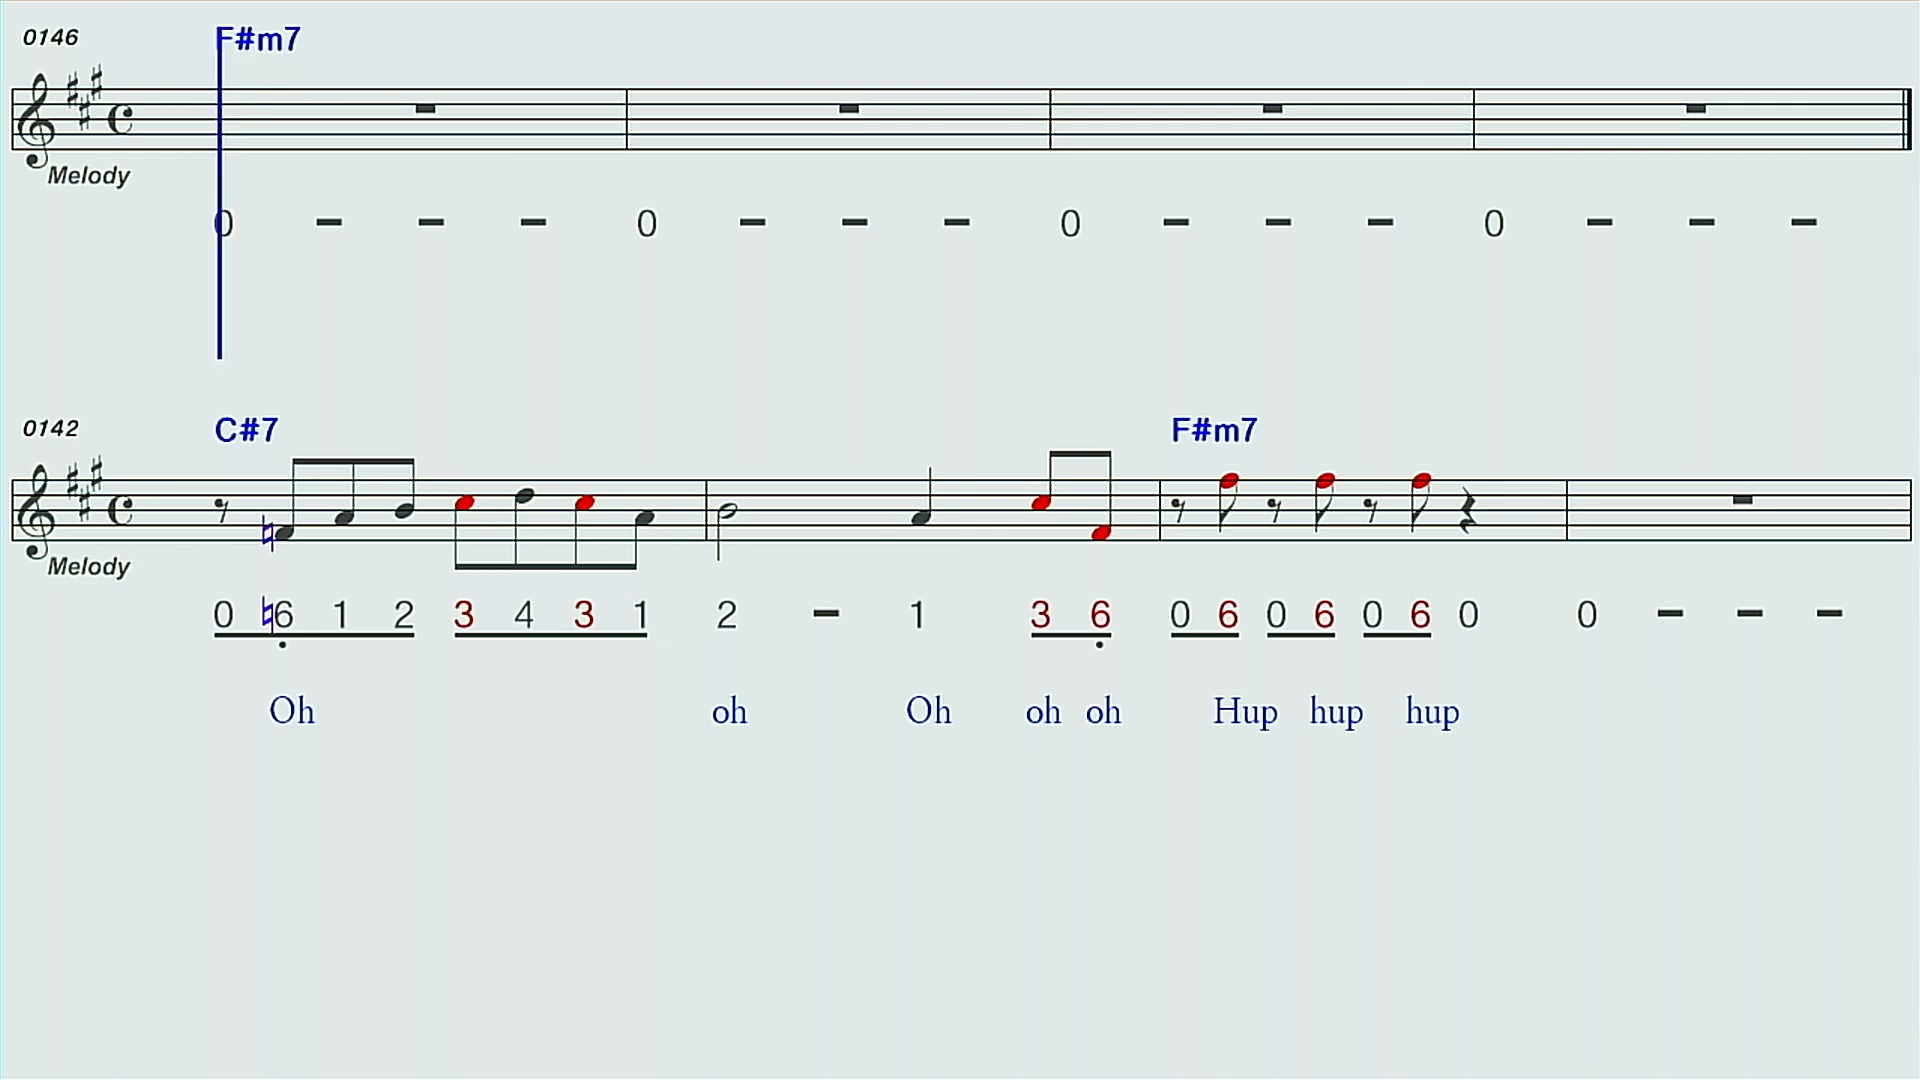 0146 F#m7
Melody
0 - - - 0 - - - 0 - - - 0 - - -
0142 C#7 F#m7
Melody
0 ♮6 1 2 3 4 3 1 2 - 1 3 6 0 6 0 6 0 6 0 0 - - -
Oh oh Oh oh oh Hup hup hup